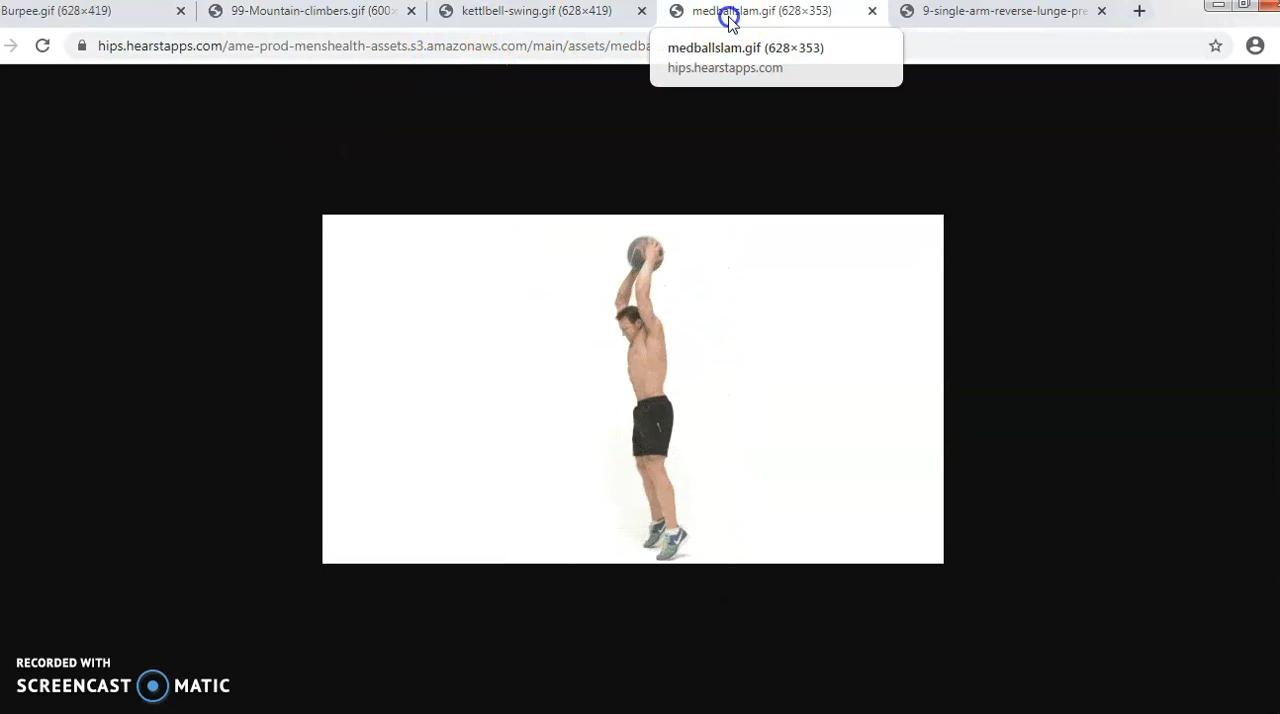 Burpee.gif (628×419)
99-Mountain-climbers.gif (600×
kettlbell-swing.gif (628×419)
medballslam.gif (628×353)
9-single-arm-reverse-lunge-pre
hips.hearstapps.com/ame-prod-menshealth-assets.s3.amazonaws.com/main/assets/medba
medballslam.gif (628×353)
hips.hearstapps.com
RECORDED WITH
SCREENCAST MATIC